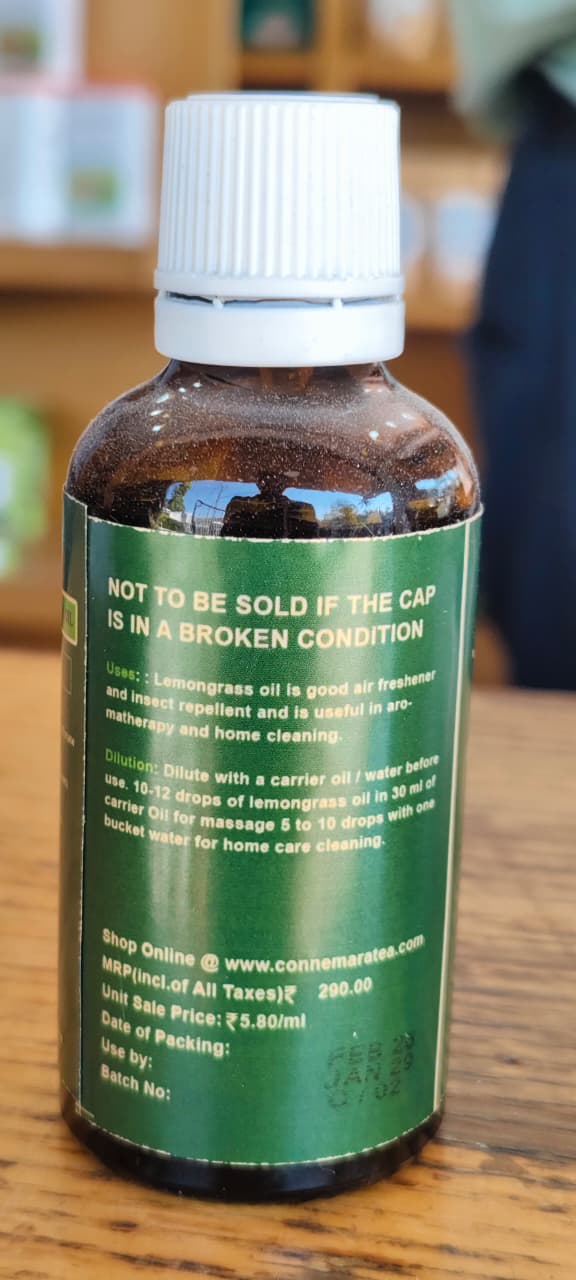 NOT TO BE SOLD IF THE CAP
IS IN A BROKEN CONDITION
Uses: : Lemongrass oil is good air freshener
and insect repellent and is useful in aro-
matherapy and home cleaning.
Dilution: Dilute with a carrier oil / water before
use. 10-12 drops of lemongrass oil in 30 ml of
carrier Oil for massage 5 to 10 drops with one
bucket water for home care cleaning.
Shop Online @ www.connemaratea.com
MRP(incl.of All Taxes)₹ 290.00
Unit Sale Price: ₹5.80/ml
Date of Packing:
Use by:
Batch No:
FEB
JAN